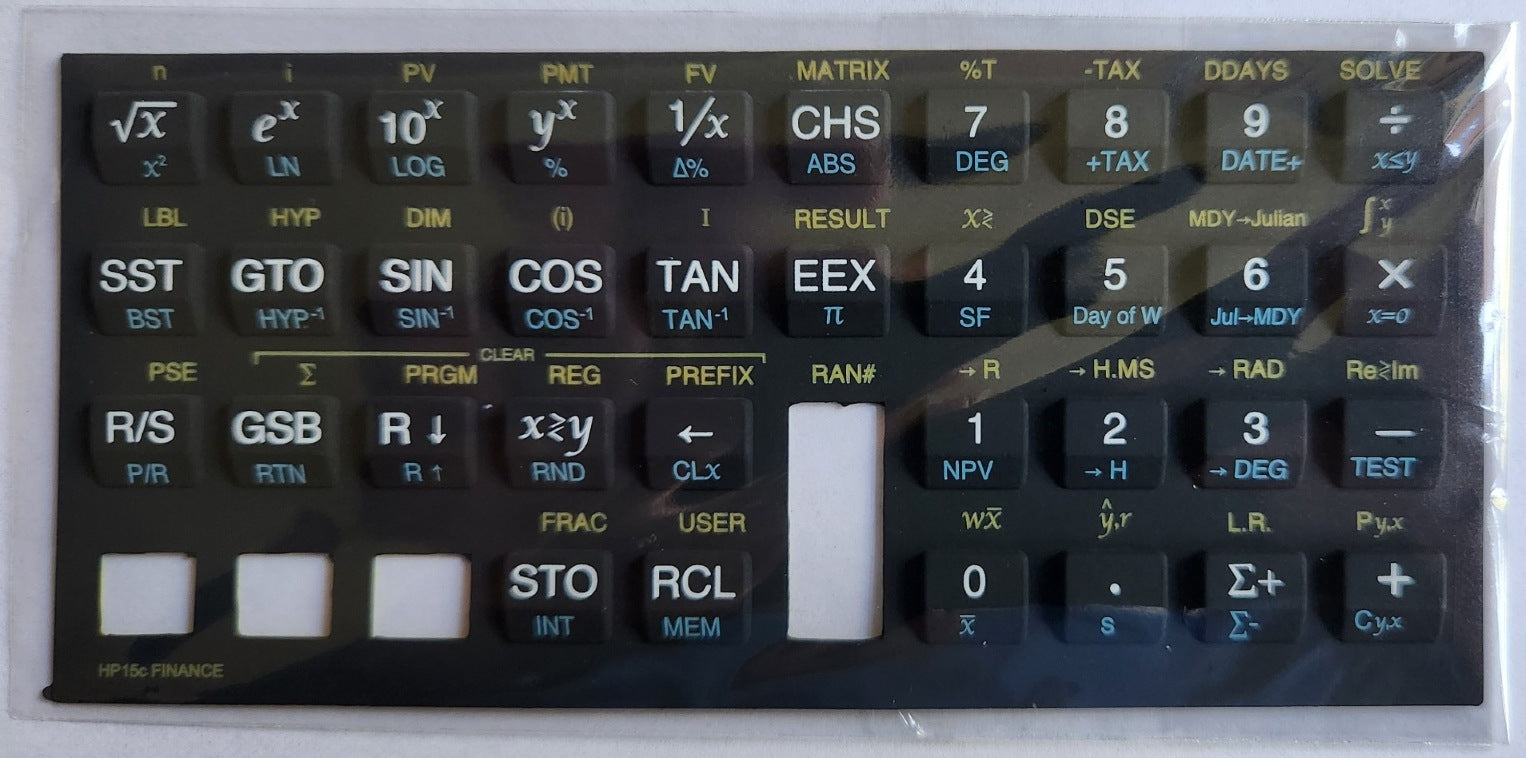 n i PV PMT FV MATRIX %T -TAX DDAYS SOLVE
√x eˣ 10ˣ yˣ 1/x CHS 7 8 9 ÷
x² LN LOG % Δ% ABS DEG +TAX DATE+ x≤y
LBL HYP DIM (i) I RESULT x≷ DSE MDY→Julian ∫ x y
SST GTO SIN COS TAN EEX 4 5 6 ×
BST HYP-1 SIN-1 COS-1 TAN-1 π SF Day of W Jul→MDY x=0
CLEAR
PSE Σ PRGM REG PREFIX RAN# →R →H.MS →RAD Re≷Im
R/S GSB R↓ x≷y ← 1 2 3 −
P/R RTN R↑ RND CLx NPV →H →DEG TEST
FRAC USER wx̄ ŷ,r L.R. Py,x
STO RCL 0 . Σ+ +
INT MEM x̄ s Σ- Cy,x
HP15c FINANCE